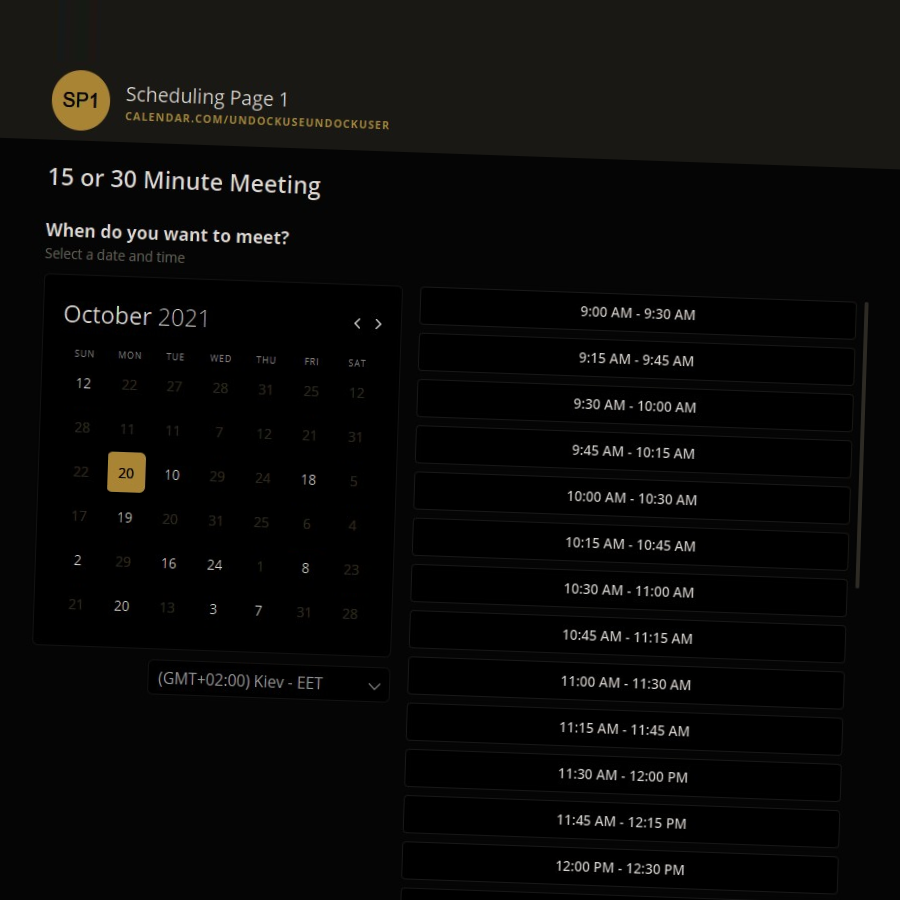 SP1
Scheduling Page 1
CALENDAR.COM/UNDOCKUSEUNDOCKUSER
15 or 30 Minute Meeting
When do you want to meet?
Select a date and time
October 2021
SUN MON TUE WED THU FRI SAT
12 22 27 28 31 25 12
28 11 11 7 12 21 31
22 20 10 29 24 18 5
17 19 20 31 25 6 4
2 29 16 24 1 8 23
21 20 13 3 7 31 28
(GMT+02:00) Kiev - EET
9:00 AM - 9:30 AM
9:15 AM - 9:45 AM
9:30 AM - 10:00 AM
9:45 AM - 10:15 AM
10:00 AM - 10:30 AM
10:15 AM - 10:45 AM
10:30 AM - 11:00 AM
10:45 AM - 11:15 AM
11:00 AM - 11:30 AM
11:15 AM - 11:45 AM
11:30 AM - 12:00 PM
11:45 AM - 12:15 PM
12:00 PM - 12:30 PM